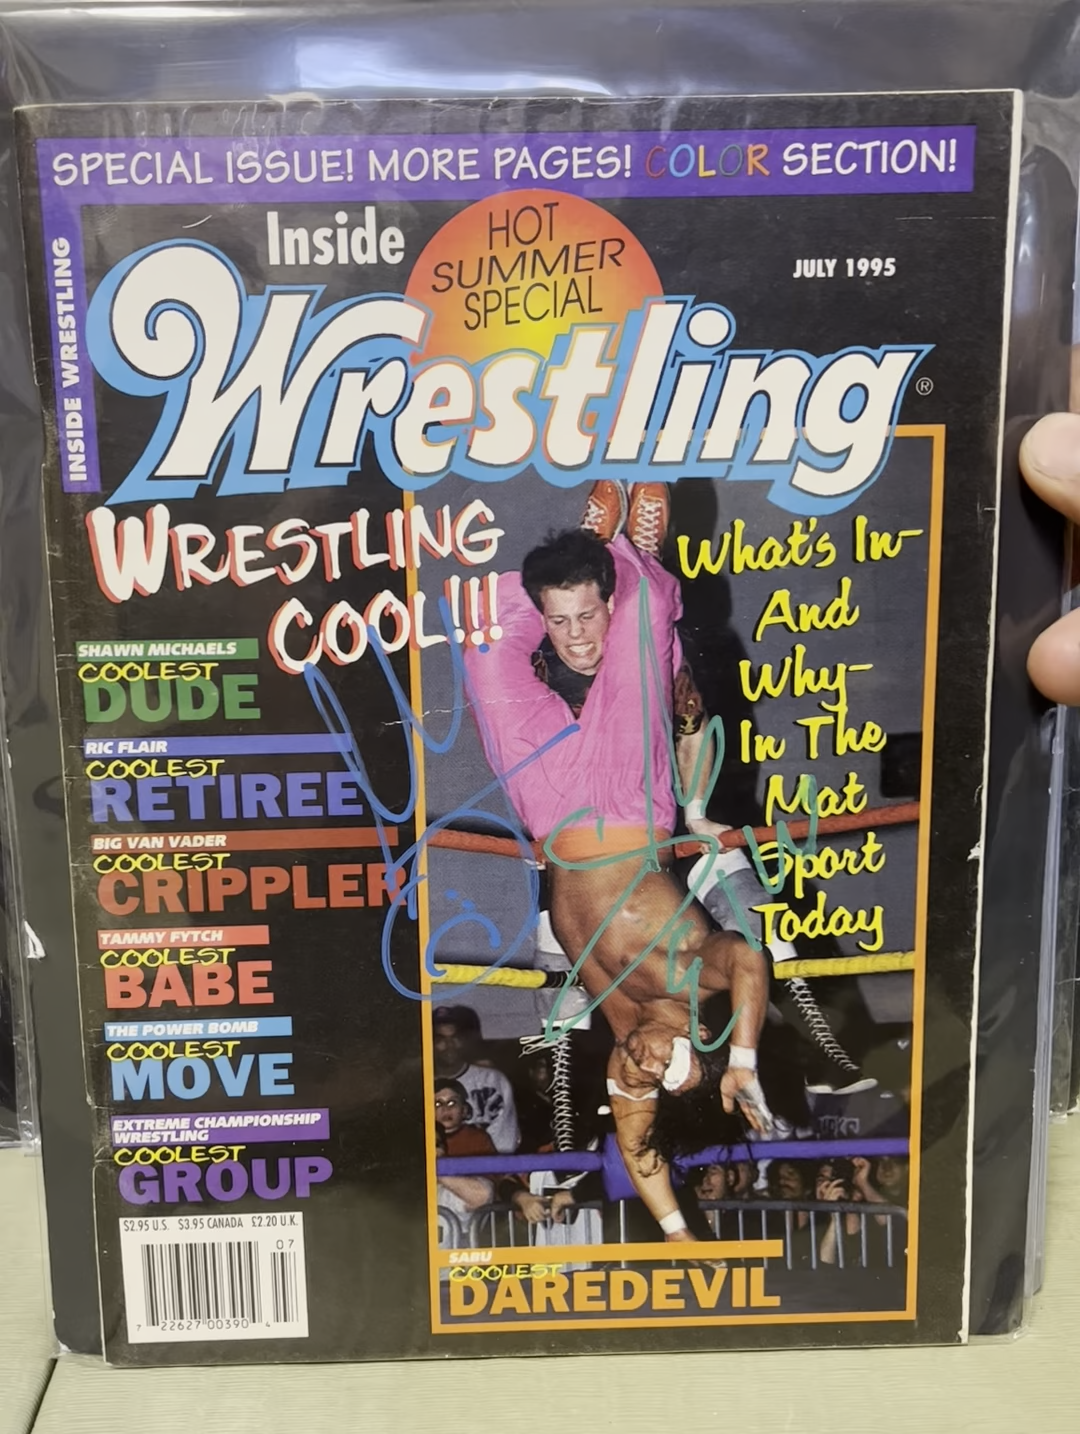 SPECIAL ISSUE! MORE PAGES! COLOR SECTION!
INSIDE WRESTLING
Inside
HOT
SUMMER
SPECIAL
JULY 1995
Wrestling®
WRESTLING
COOL!!!
SHAWN MICHAELS
COOLEST
DUDE
RIC FLAIR
COOLEST
RETIREE
BIG VAN VADER
COOLEST
CRIPPLER
TAMMY FYTCH
COOLEST
BABE
THE POWER BOMB
COOLEST
MOVE
EXTREME CHAMPIONSHIP
WRESTLING
COOLEST
GROUP
What's In-
And
Why-
In The
Mat
Sport
Today
SABU
COOLEST
DAREDEVIL
$2.95 U.S. $3.95 CANADA £2.20 U.K.
07
7 22627 00390 4